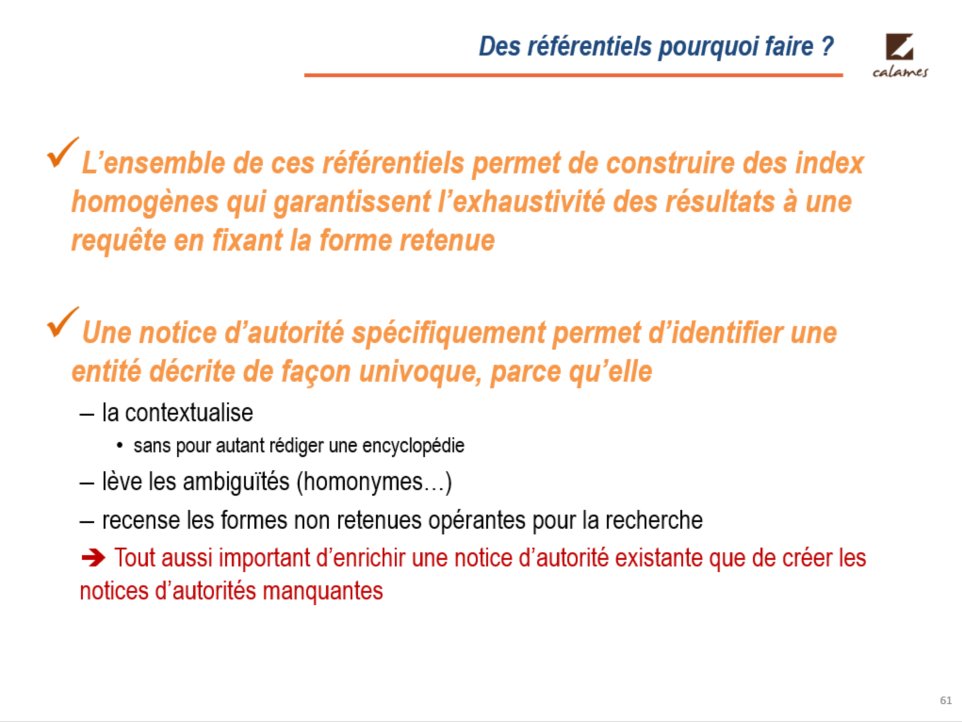 Des référentiels pourquoi faire ?
calames
✓L’ensemble de ces référentiels permet de construire des index
homogènes qui garantissent l’exhaustivité des résultats à une
requête en fixant la forme retenue
✓Une notice d’autorité spécifiquement permet d’identifier une
entité décrite de façon univoque, parce qu’elle
– la contextualise
• sans pour autant rédiger une encyclopédie
– lève les ambiguïtés (homonymes…)
– recense les formes non retenues opérantes pour la recherche
➔ Tout aussi important d’enrichir une notice d’autorité existante que de créer les
notices d’autorités manquantes
61